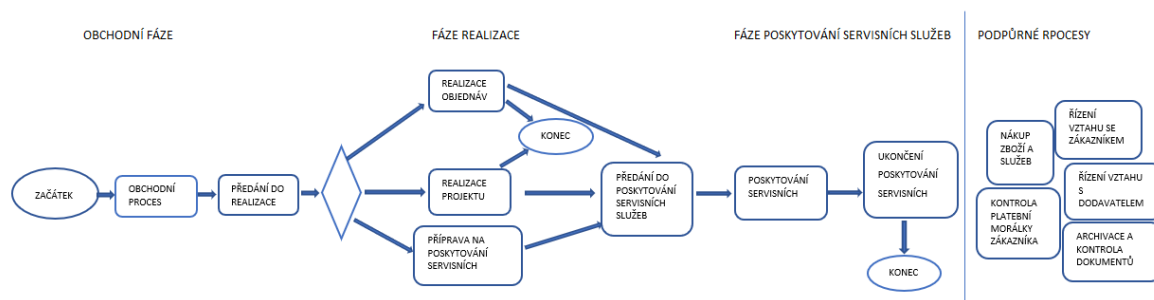 OBCHODNÍ FÁZE
FÁZE REALIZACE
FÁZE POSKYTOVÁNÍ SERVISNÍCH SLUŽEB
PODPŮRNÉ RPOCESY
ZAČÁTEK
OBCHODNÍ
PROCES
PŘEDÁNÍ DO
REALIZACE
REALIZACE
OBJEDNÁV
KONEC
REALIZACE
PROJEKTU
PŘÍPRAVA NA
POSKYTOVÁNÍ
SERVISNÍCH
PŘEDÁNÍ DO
POSKYTOVÁNÍ
SERVISNÍCH
SLUŽEB
POSKYTOVÁNÍ
SERVISNÍCH
UKONČENÍ
POSKYTOVÁNÍ
SERVISNÍCH
KONEC
NÁKUP
ZBOŽÍ A
SLUŽEB
ŘÍZENÍ
VZTAHU SE
ZÁKAZNÍKEM
KONTROLA
PLATEBNÍ
MORÁLKY
ZÁKAZNÍKA
ŘÍZENÍ VZTAHU
S
DODAVATELEM
ARCHIVACE A
KONTROLA
DOKUMENTŮ